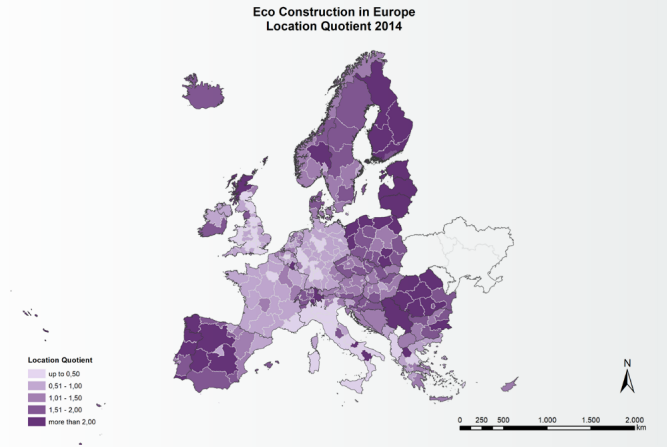 Eco Construction in Europe
Location Quotient 2014
Location Quotient
up to 0,50
0,51 - 1,00
1,01 - 1,50
1,51 - 2,00
more than 2,00
N
0 250 500 1.000 1.500 2.000
km